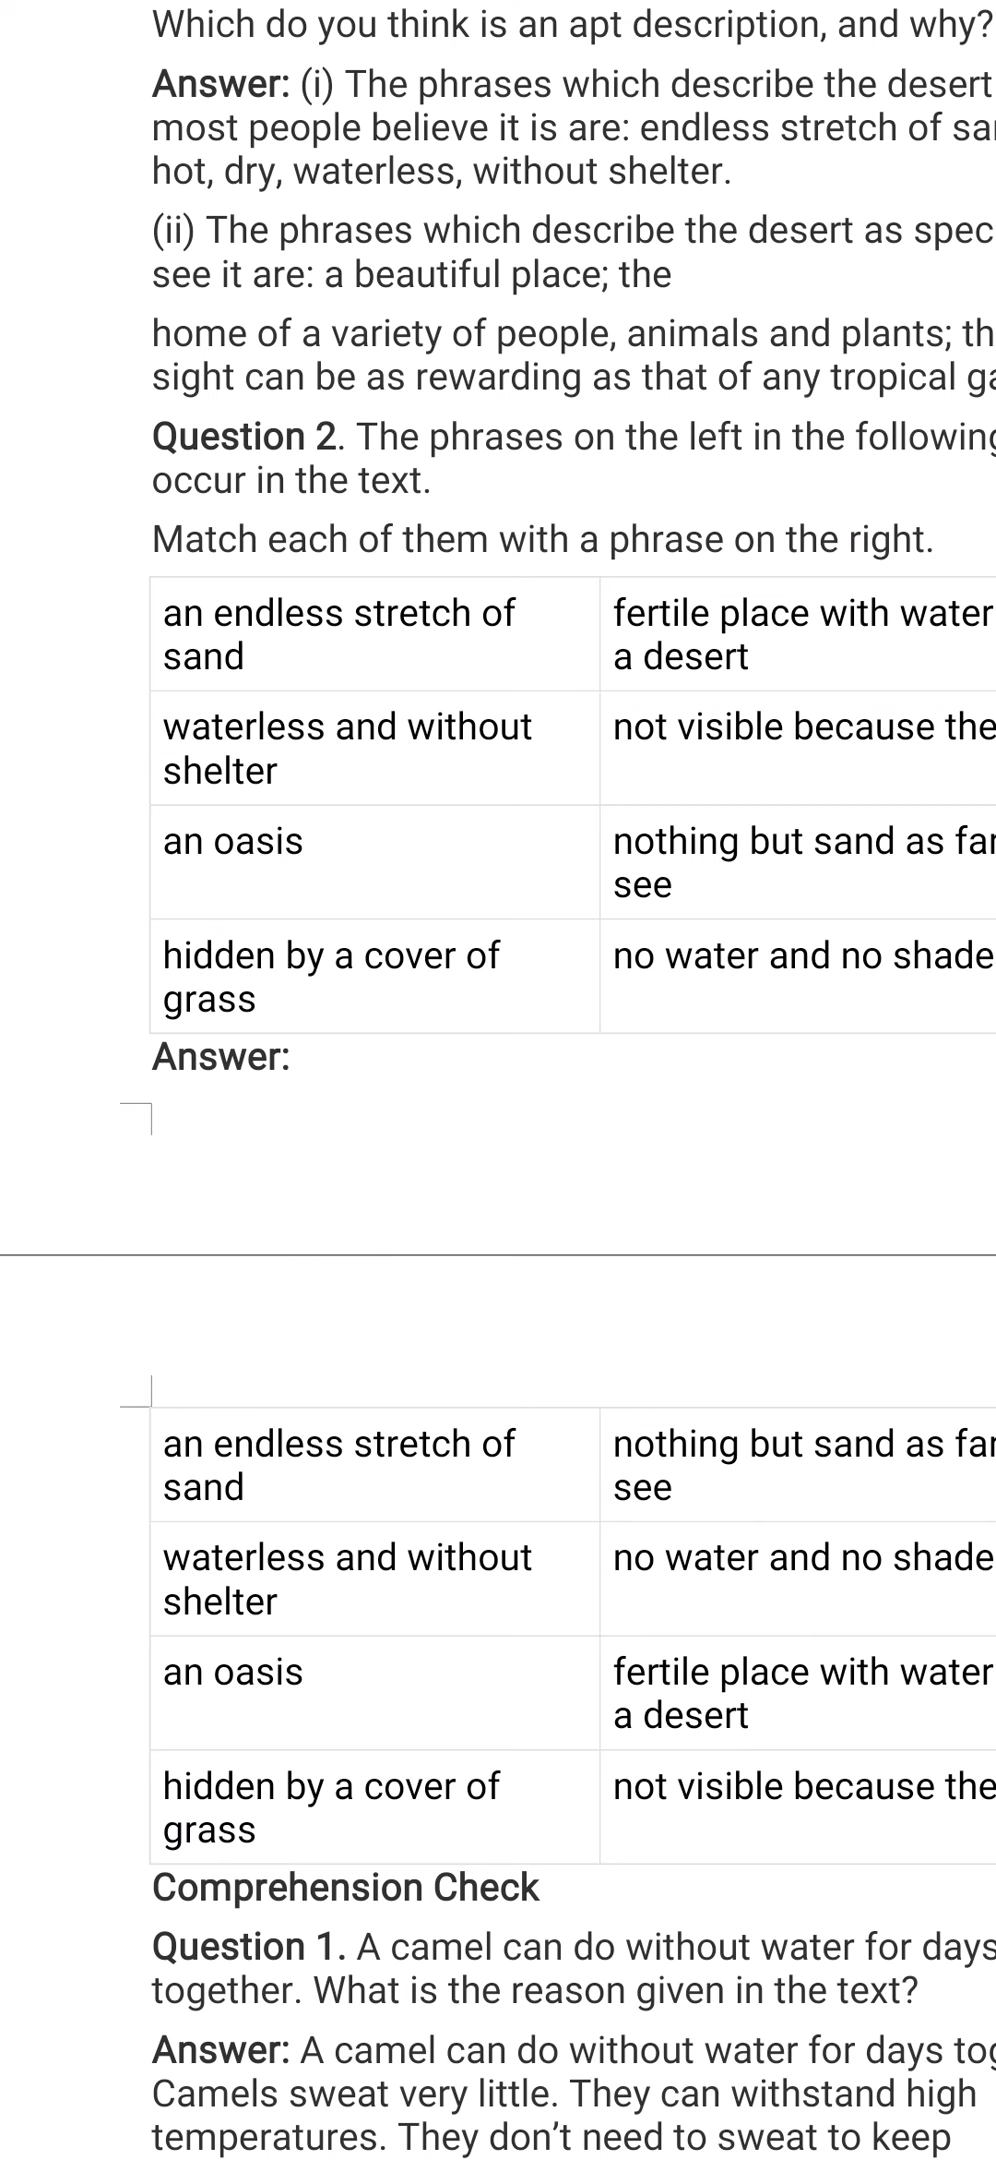 Which do you think is an apt description, and why?
Answer: (i) The phrases which describe the desert
most people believe it is are: endless stretch of
hot, dry, waterless, without shelter.
(ii) The phrases which describe the desert as
see it are: a beautiful place; the
home of a variety of people, animals and plants;
sight can be as rewarding as that of any tropical
Question 2. The phrases on the left in the following
occur in the text.
Match each of them with a phrase on the right.
an endless stretch of
sand
fertile place with water
a desert
waterless and without
shelter
not visible because
an oasis
nothing but sand as far
see
hidden by a cover of
grass
no water and no shade
Answer:
an endless stretch of
sand
nothing but sand as far
see
waterless and without
shelter
no water and no shade
an oasis
fertile place with water
a desert
hidden by a cover of
grass
not visible because
Comprehension Check
Question 1. A camel can do without water for days
together. What is the reason given in the text?
Answer: A camel can do without water for days
Camels sweat very little. They can withstand high
temperatures. They don’t need to sweat to keep